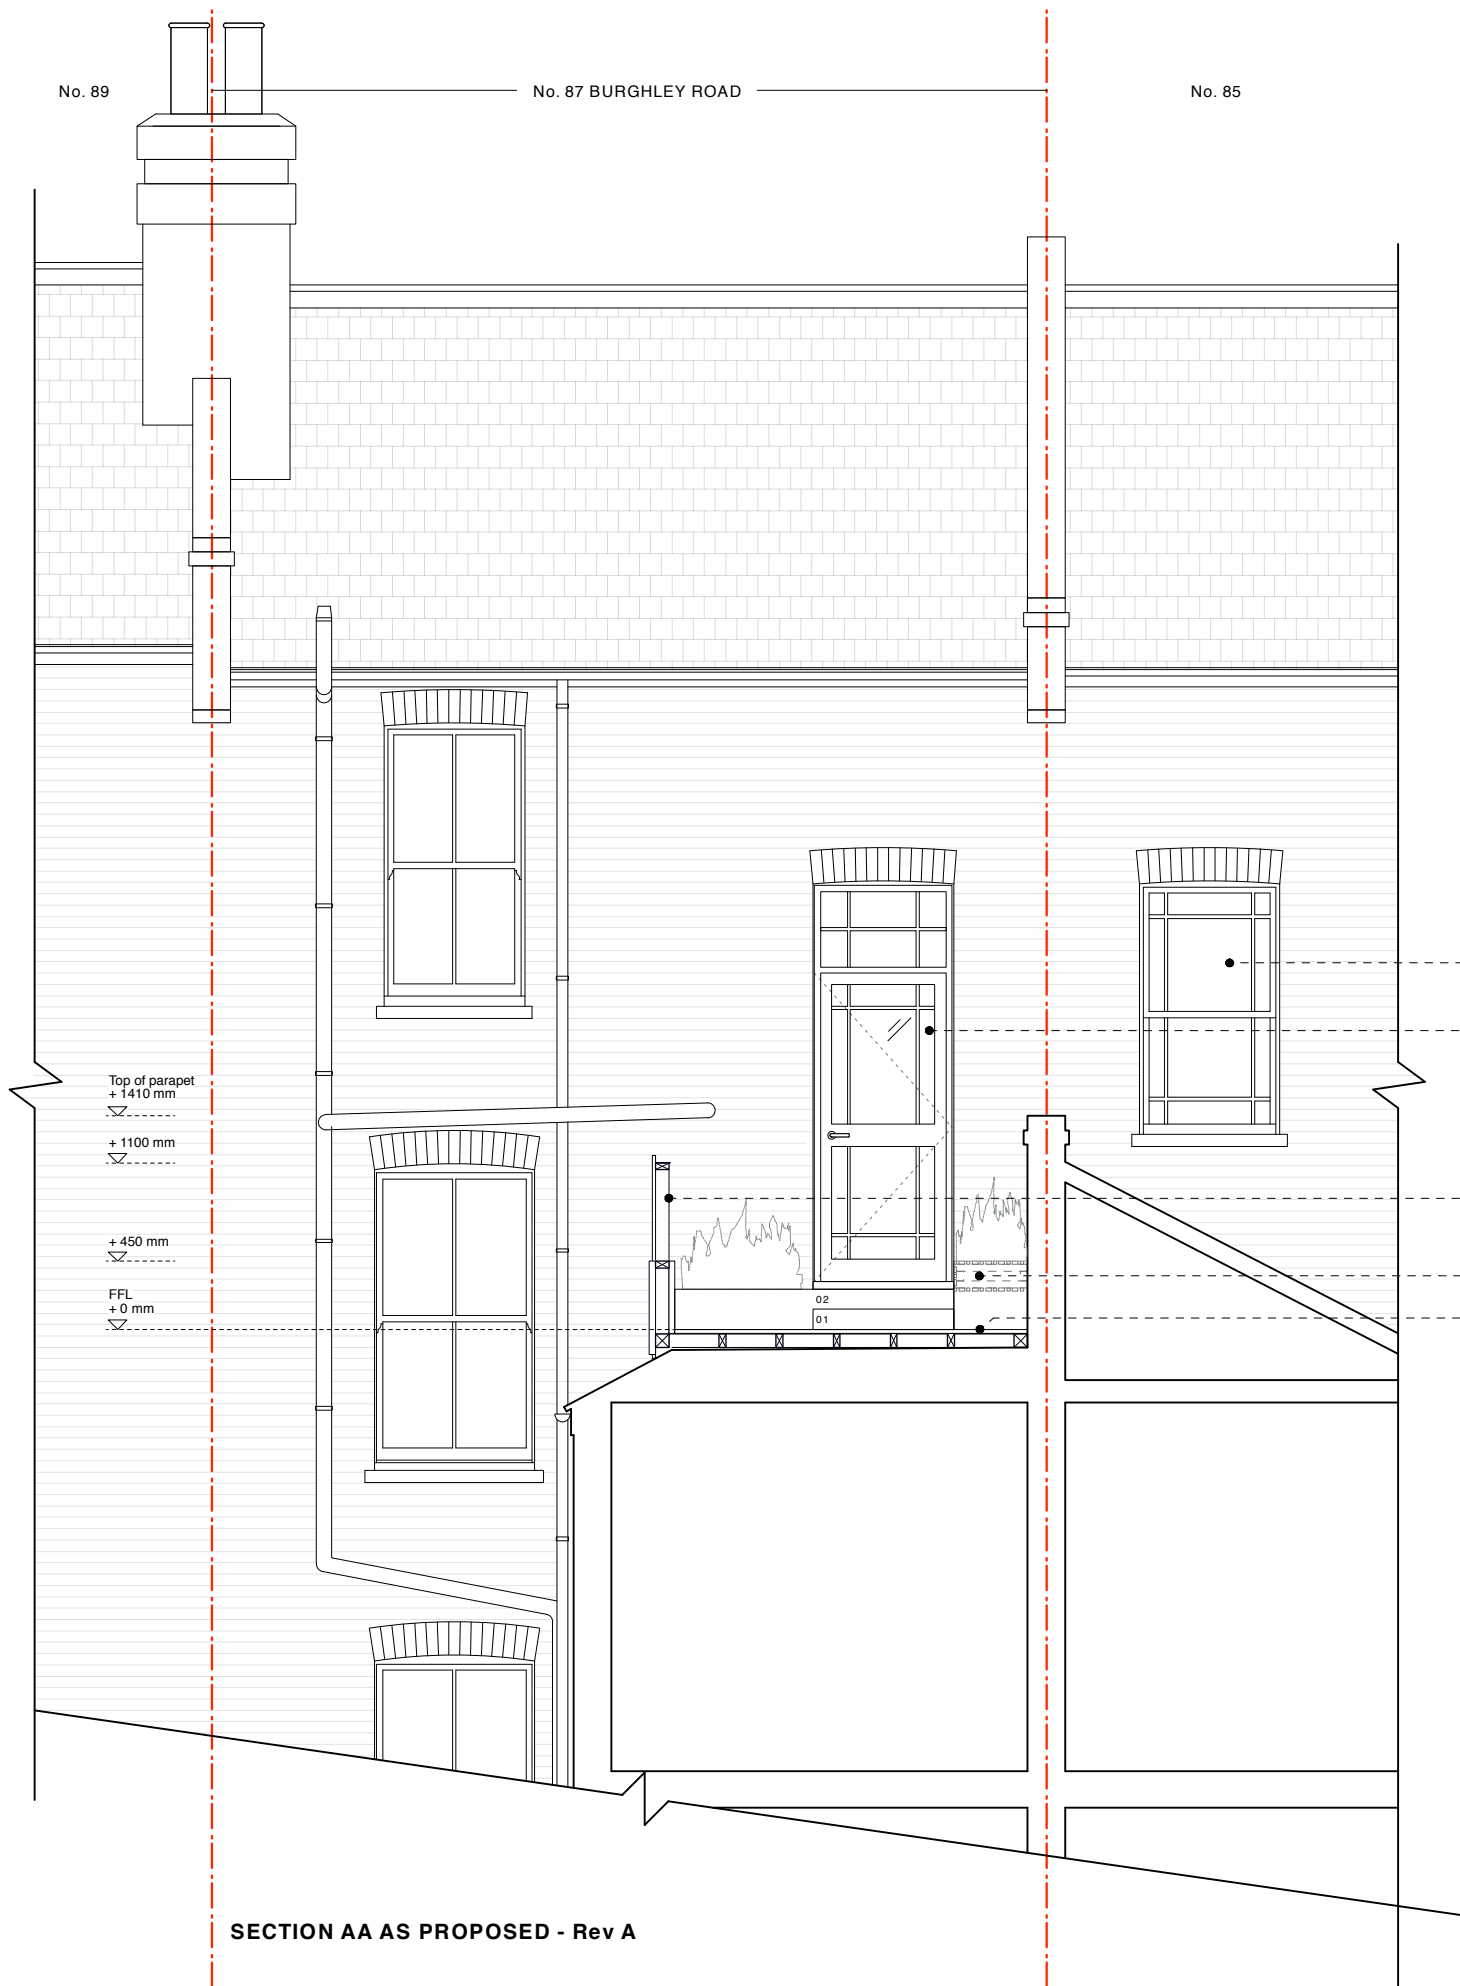 No. 89
No. 87 BURGHLEY ROAD
No. 85
Top of parapet
+ 1410 mm
+ 1100 mm
+ 450 mm
FFL
+ 0 mm
02
01
SECTION AA AS PROPOSED - Rev A